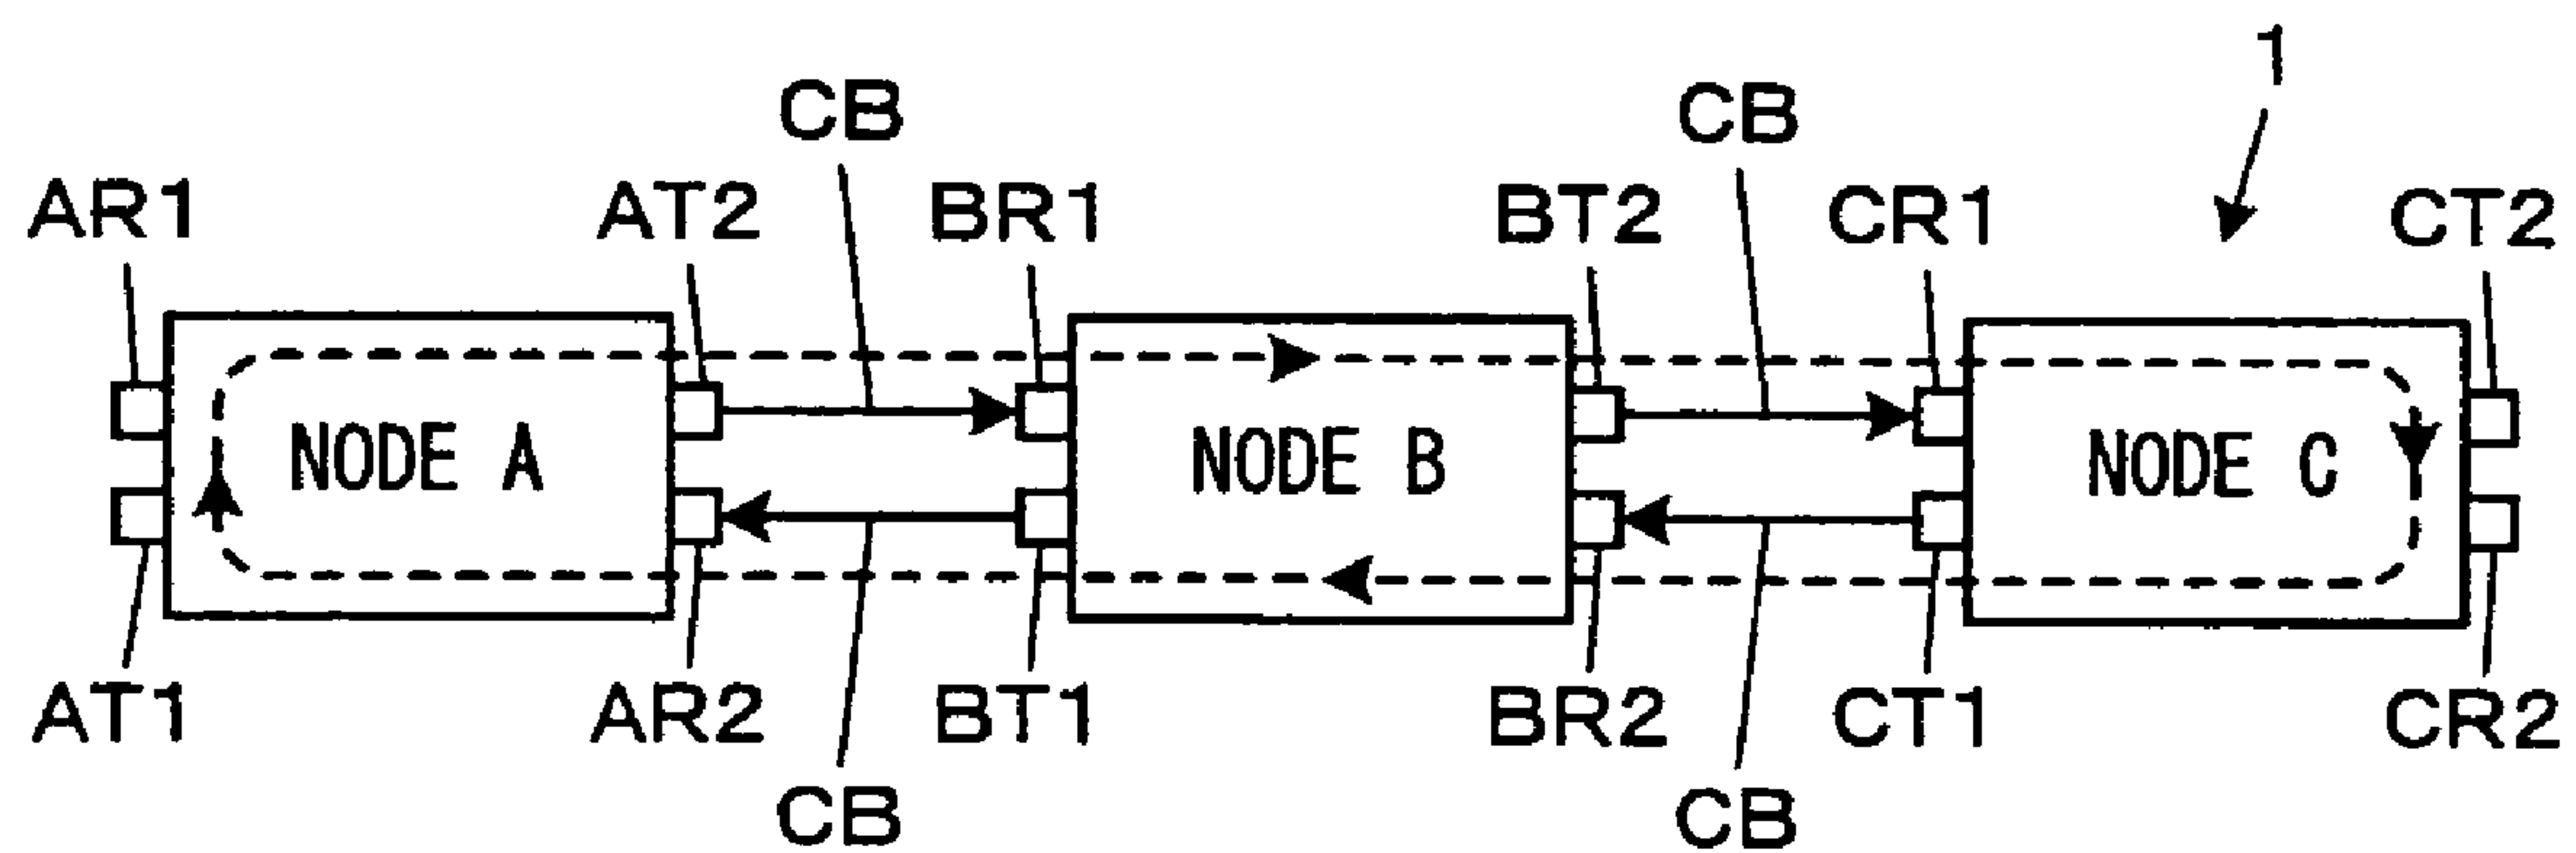 1
CB CB
AR1 AT2 BR1 BT2 CR1 CT2
NODE A NODE B NODE C
AT1 AR2 BT1 BR2 CT1 CR2
CB CB